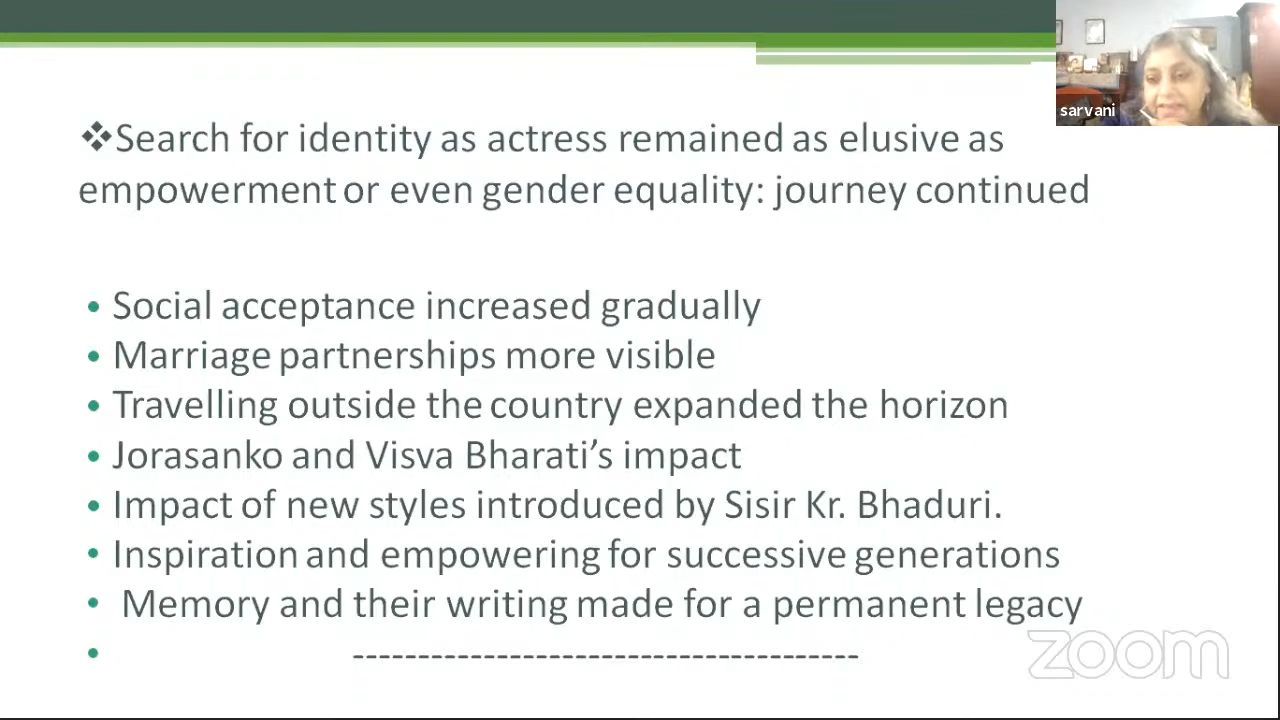 sarvani
❖Search for identity as actress remained as elusive as
empowerment or even gender equality: journey continued
• Social acceptance increased gradually
• Marriage partnerships more visible
• Travelling outside the country expanded the horizon
• Jorasanko and Visva Bharati’s impact
• Impact of new styles introduced by Sisir Kr. Bhaduri.
• Inspiration and empowering for successive generations
• Memory and their writing made for a permanent legacy
• ---------------------------------------
zoom